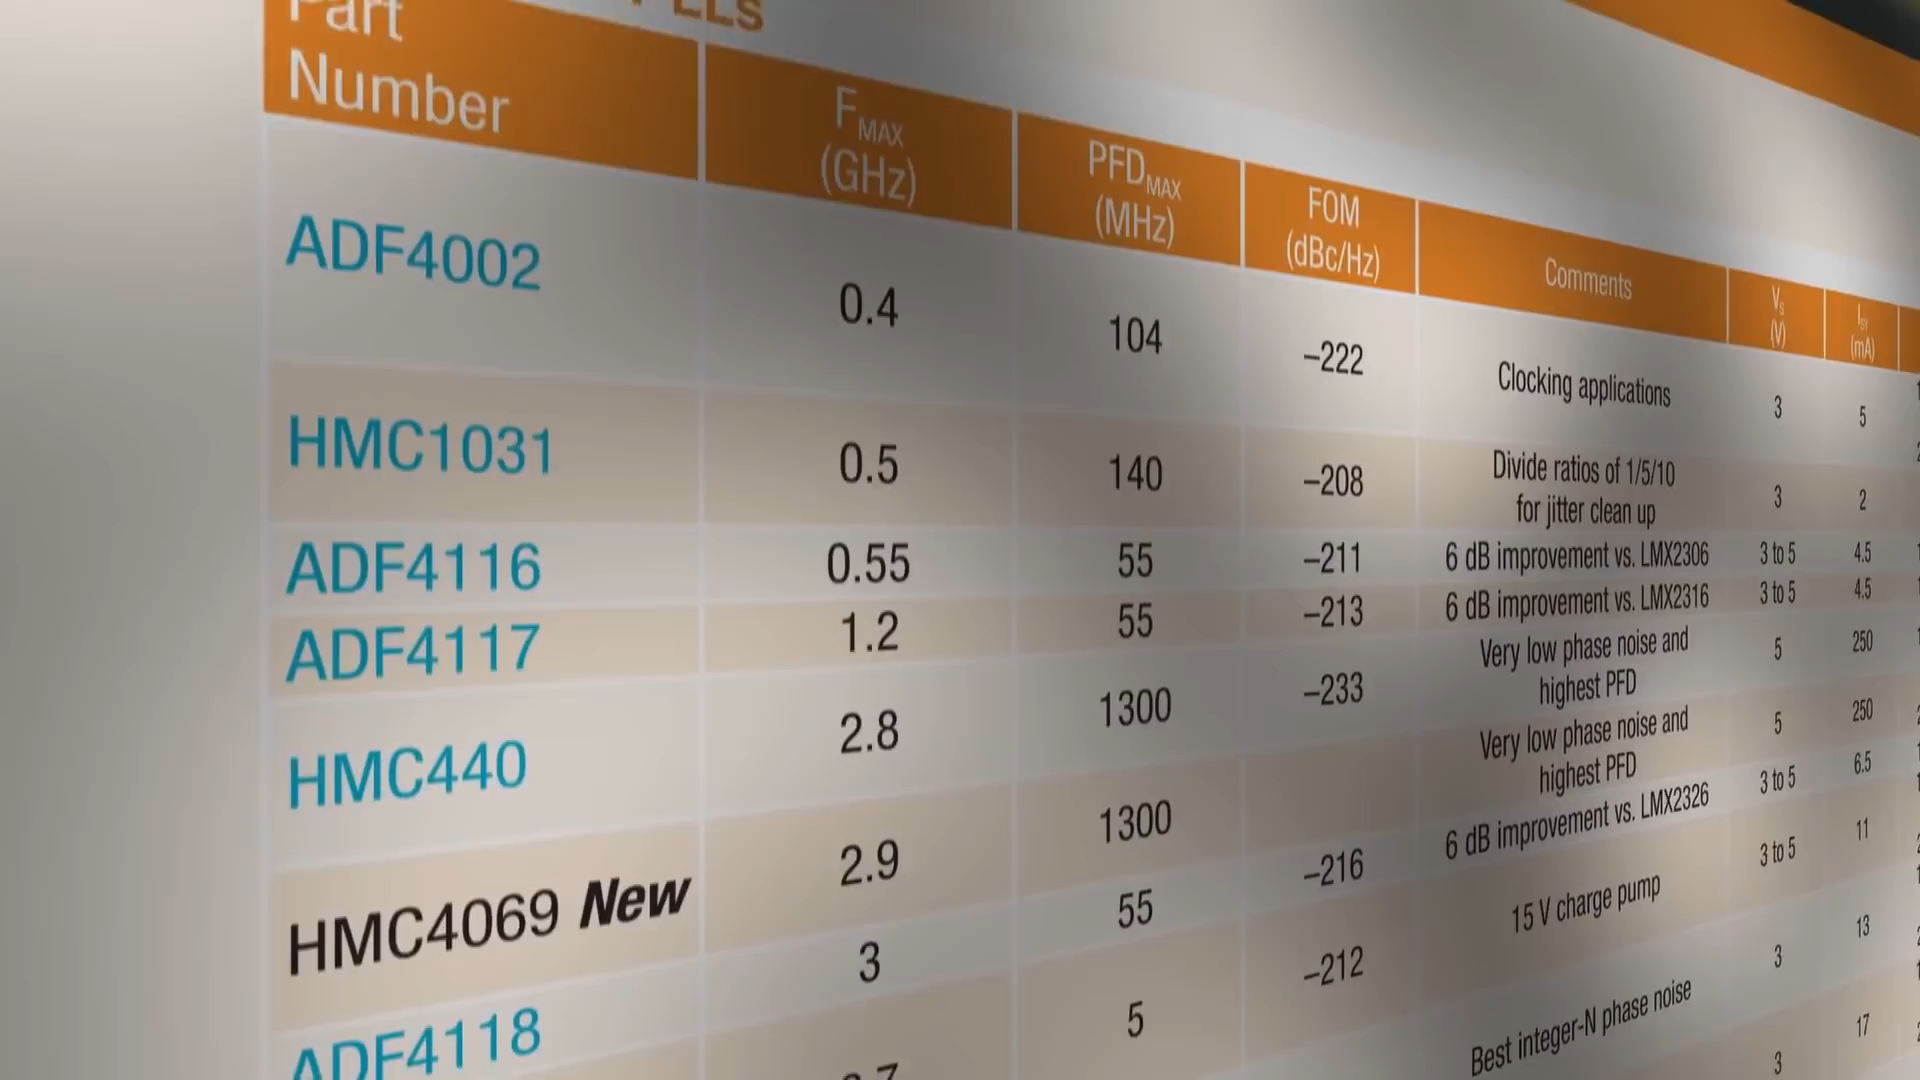 PLLs
Part
Number
F MAX
(GHz)
PFD MAX
(MHz)
FOM
(dBc/Hz)
Comments
V S
(V)
I SY
(mA)
ADF4002
0.4
104
–222
Clocking applications
3
5
HMC1031
0.5
140
–208
Divide ratios of 1/5/10
for jitter clean up
3
2
ADF4116
0.55
55
–211
6 dB improvement vs. LMX2306
3 to 5
4.5
ADF4117
1.2
55
–213
6 dB improvement vs. LMX2316
3 to 5
4.5
HMC440
2.8
1300
–233
Very low phase noise and
highest PFD
5
250
HMC4069 New
2.9
1300
Very low phase noise and
highest PFD
5
250
ADF4118
3
55
–216
6 dB improvement vs. LMX2326
3 to 5
6.5
5
–212
15 V charge pump
3 to 5
11
Best integer-N phase noise
3
13
3
17